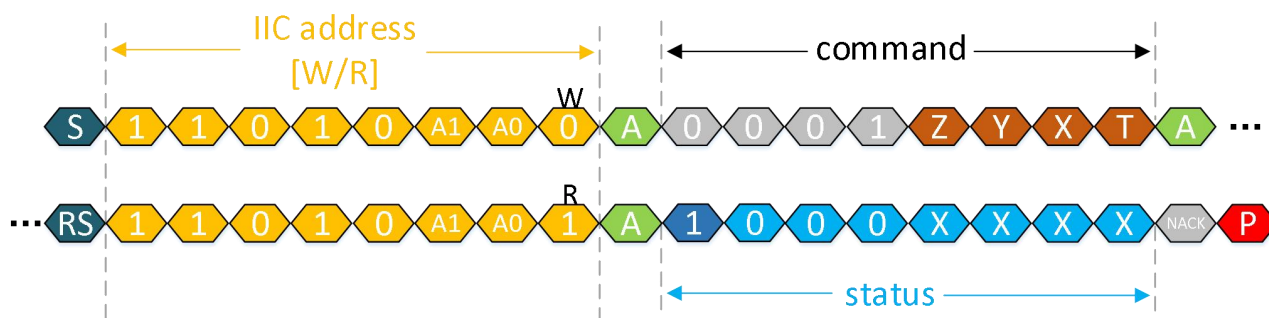 IIC address
[W/R]
command
W
S 1 1 0 1 0 A1 A0 0 A 0 0 0 1 Z Y X T A ...
R
... RS 1 1 0 1 0 A1 A0 1 A 1 0 0 0 X X X X NACK P
status